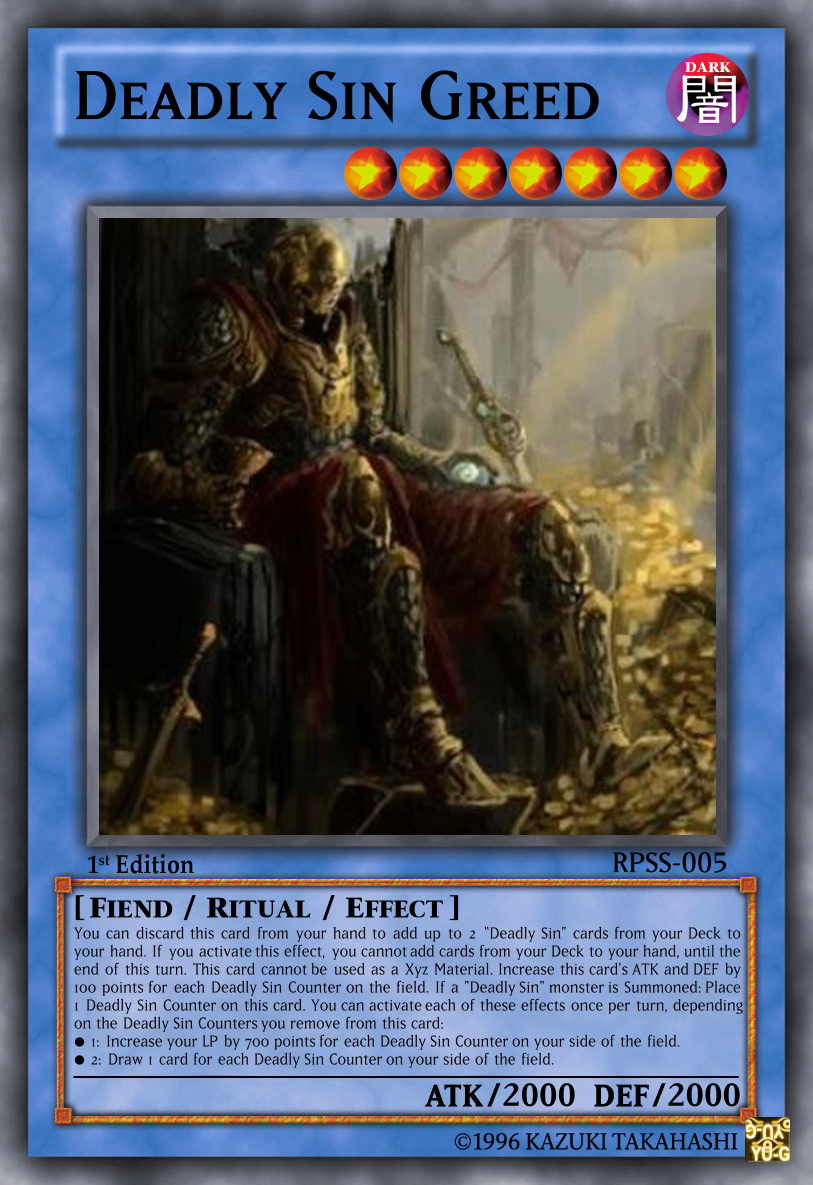 Deadly Sin Greed
DARK
闇
1st Edition
RPSS-005
[ Fiend / Ritual / Effect ]
You can discard this card from your hand to add up to 2 "Deadly Sin" cards from your Deck to
your hand. If you activate this effect, you cannot add cards from your Deck to your hand, until the
end of this turn. This card cannot be used as a Xyz Material. Increase this card's ATK and DEF by
100 points for each Deadly Sin Counter on the field. If a "Deadly Sin" monster is Summoned: Place
1 Deadly Sin Counter on this card. You can activate each of these effects once per turn, depending
on the Deadly Sin Counters you remove from this card:
● 1: Increase your LP by 700 points for each Deadly Sin Counter on your side of the field.
● 2: Draw 1 card for each Deadly Sin Counter on your side of the field.
ATK/2000 DEF/2000
©1996 KAZUKI TAKAHASHI